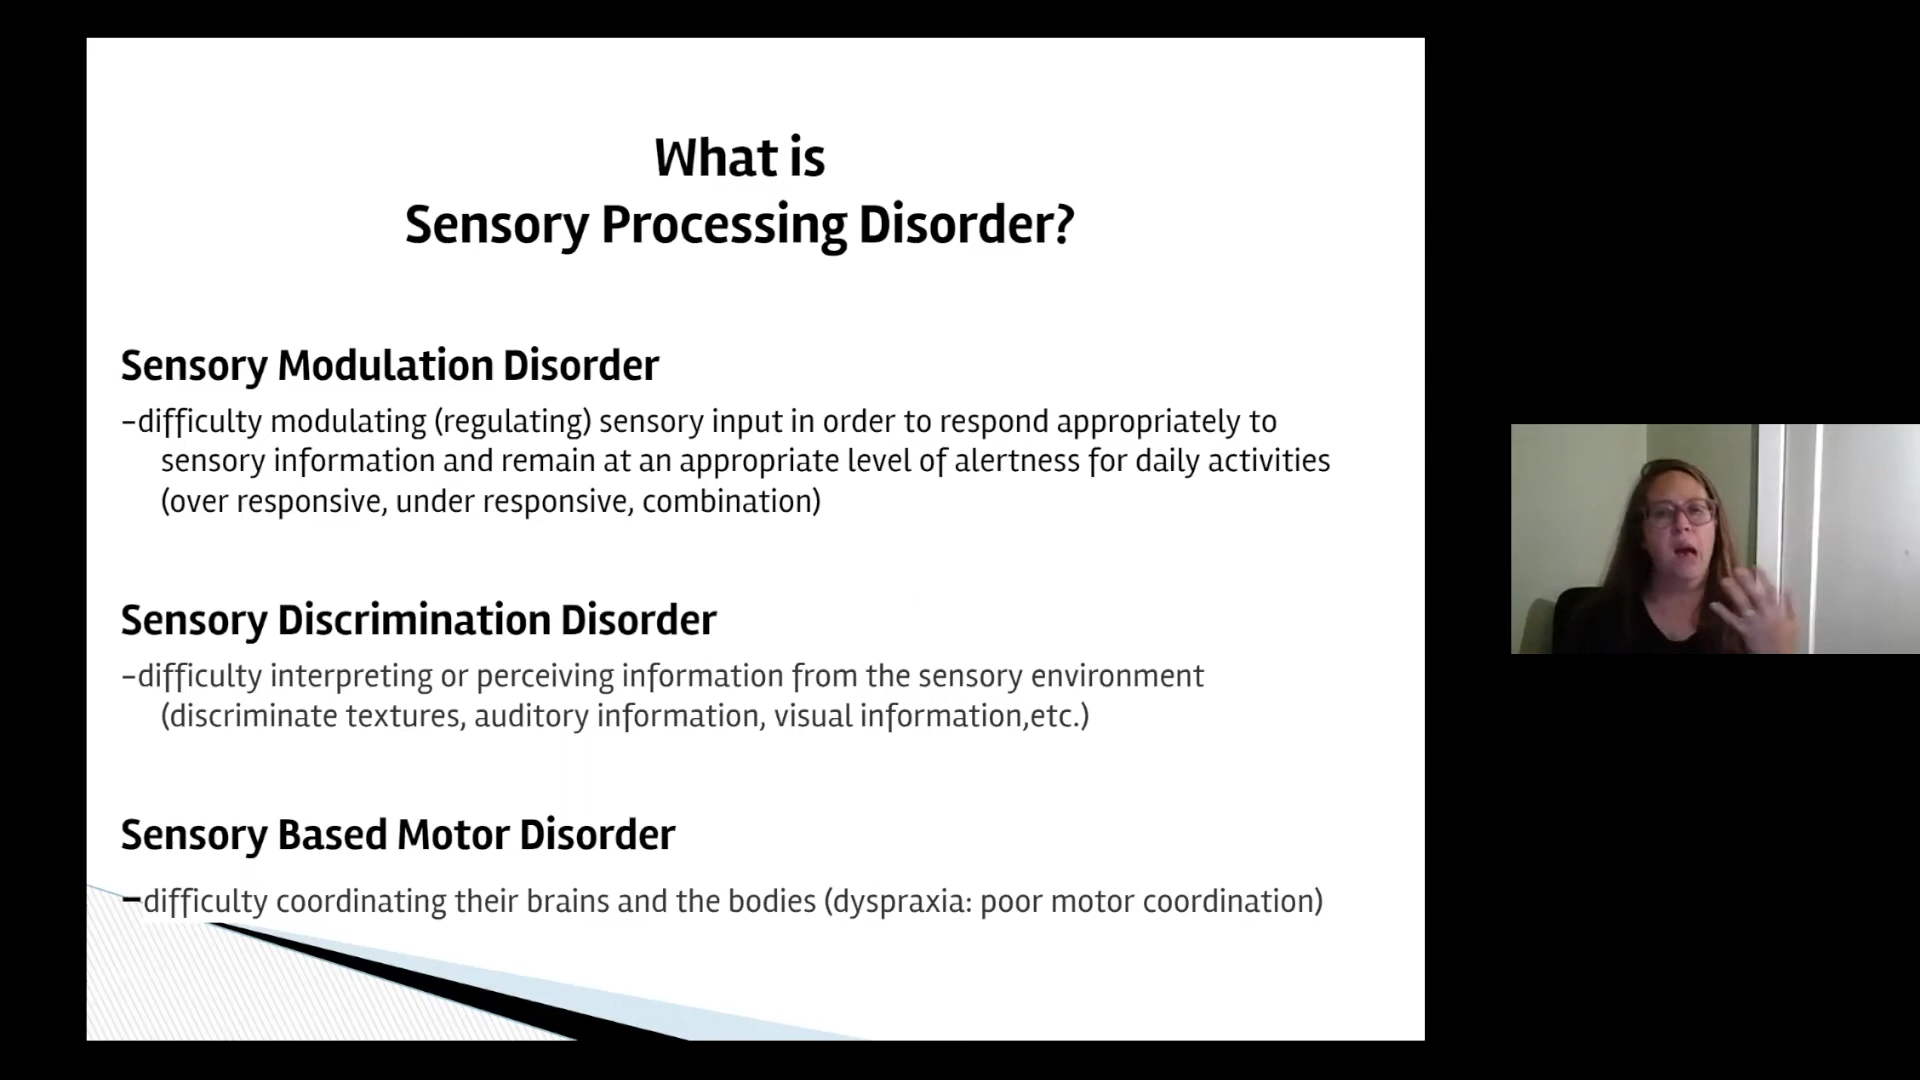 What is
Sensory Processing Disorder?
Sensory Modulation Disorder
-difficulty modulating (regulating) sensory input in order to respond appropriately to
sensory information and remain at an appropriate level of alertness for daily activities
(over responsive, under responsive, combination)
Sensory Discrimination Disorder
-difficulty interpreting or perceiving information from the sensory environment
(discriminate textures, auditory information, visual information,etc.)
Sensory Based Motor Disorder
-difficulty coordinating their brains and the bodies (dyspraxia: poor motor coordination)